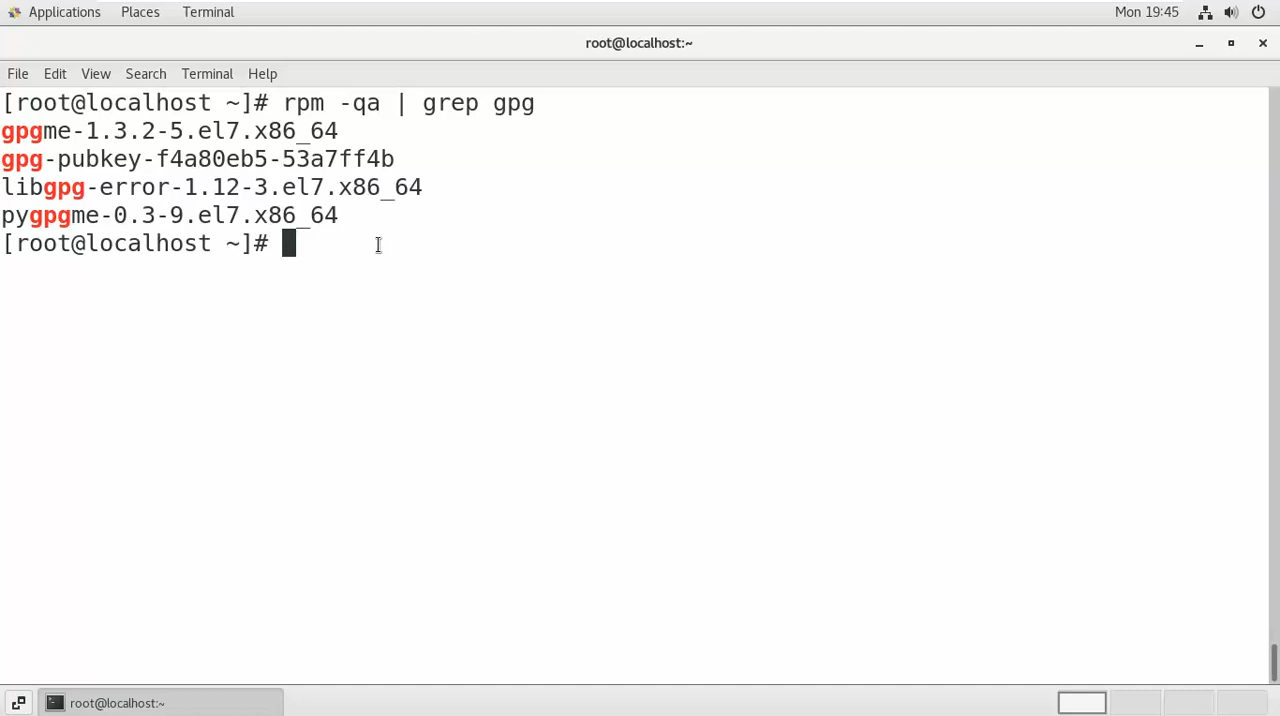 Applications Places Terminal Mon 19:45
root@localhost:~
File Edit View Search Terminal Help
[root@localhost ~]# rpm -qa | grep gpg
gpgme-1.3.2-5.el7.x86_64
gpg-pubkey-f4a80eb5-53a7ff4b
libgpg-error-1.12-3.el7.x86_64
pygpgme-0.3-9.el7.x86_64
[root@localhost ~]#
root@localhost:~